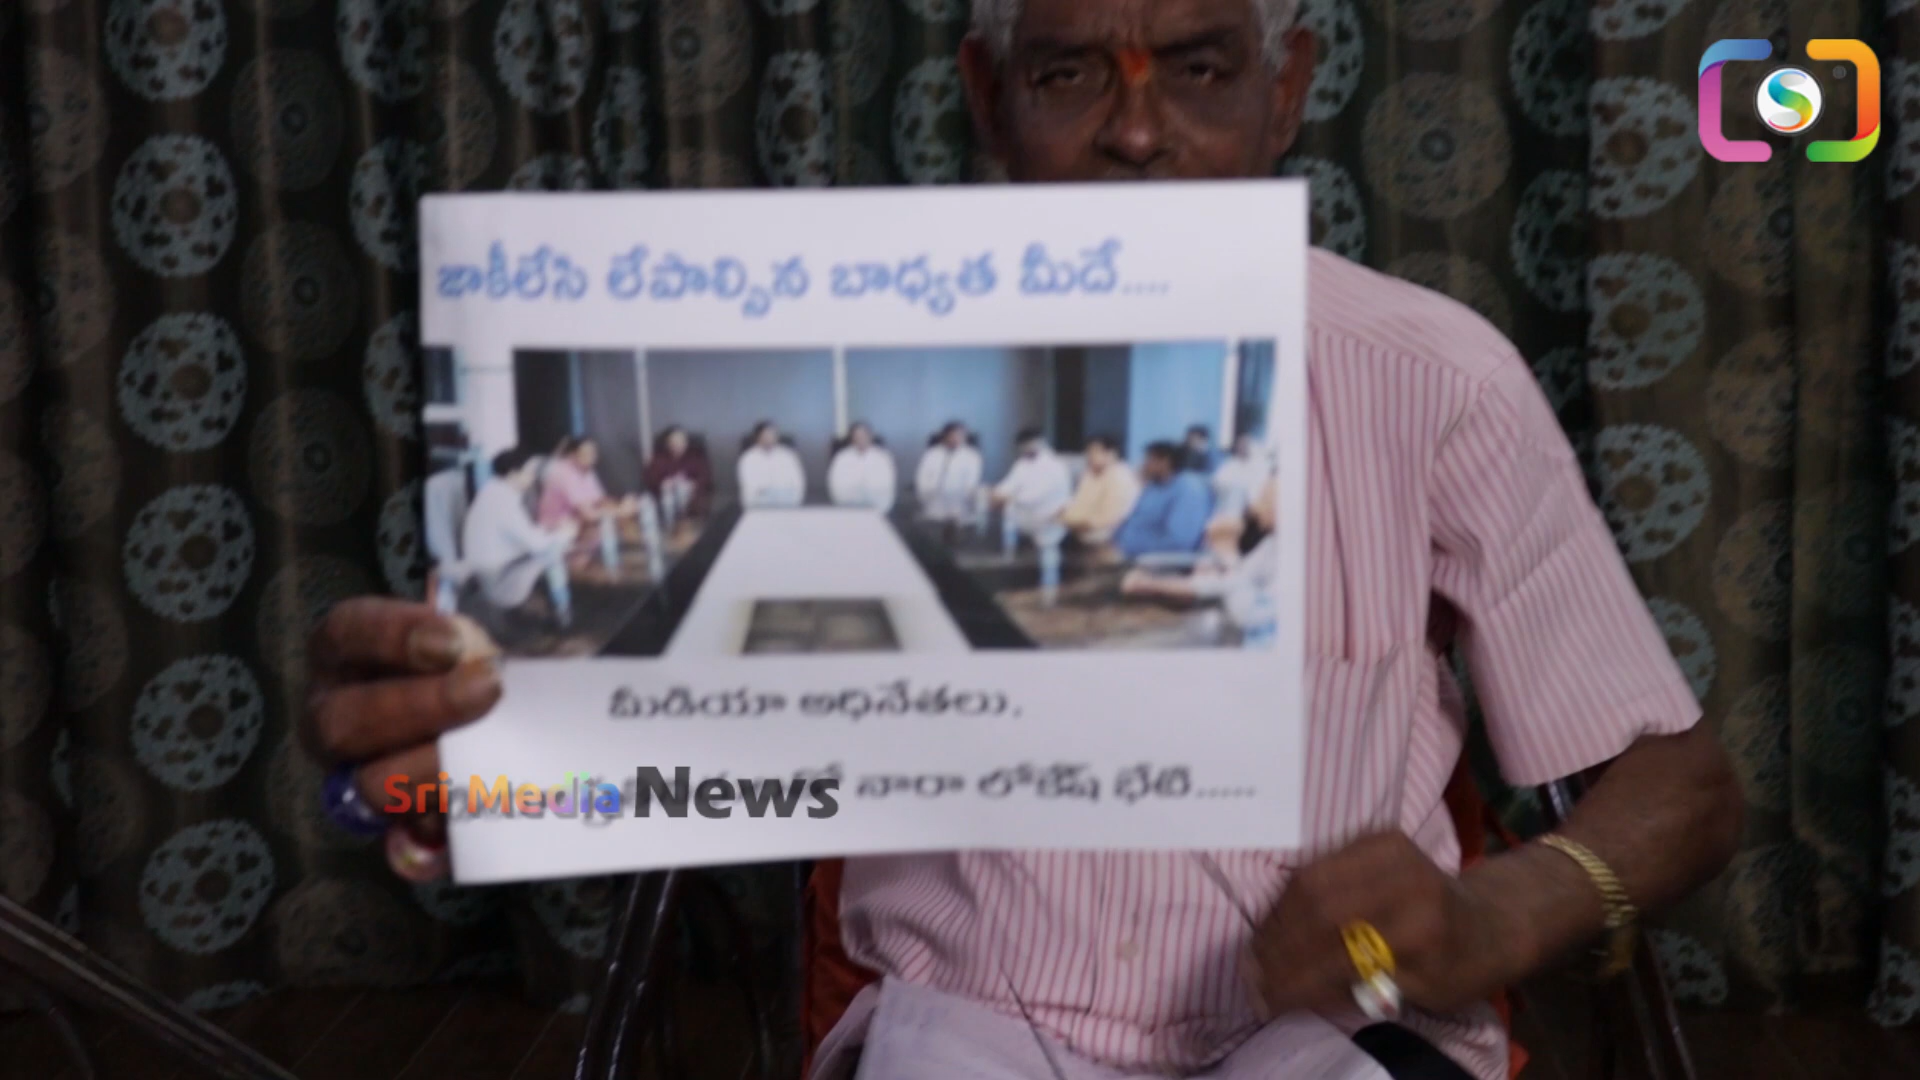 జాకీలేసి లేపాల్సిన బాధ్యత మీదే....
మీడియా అధినేతలు,
Sri Media News
నారా లోకేష్ భేటి.....
S
®